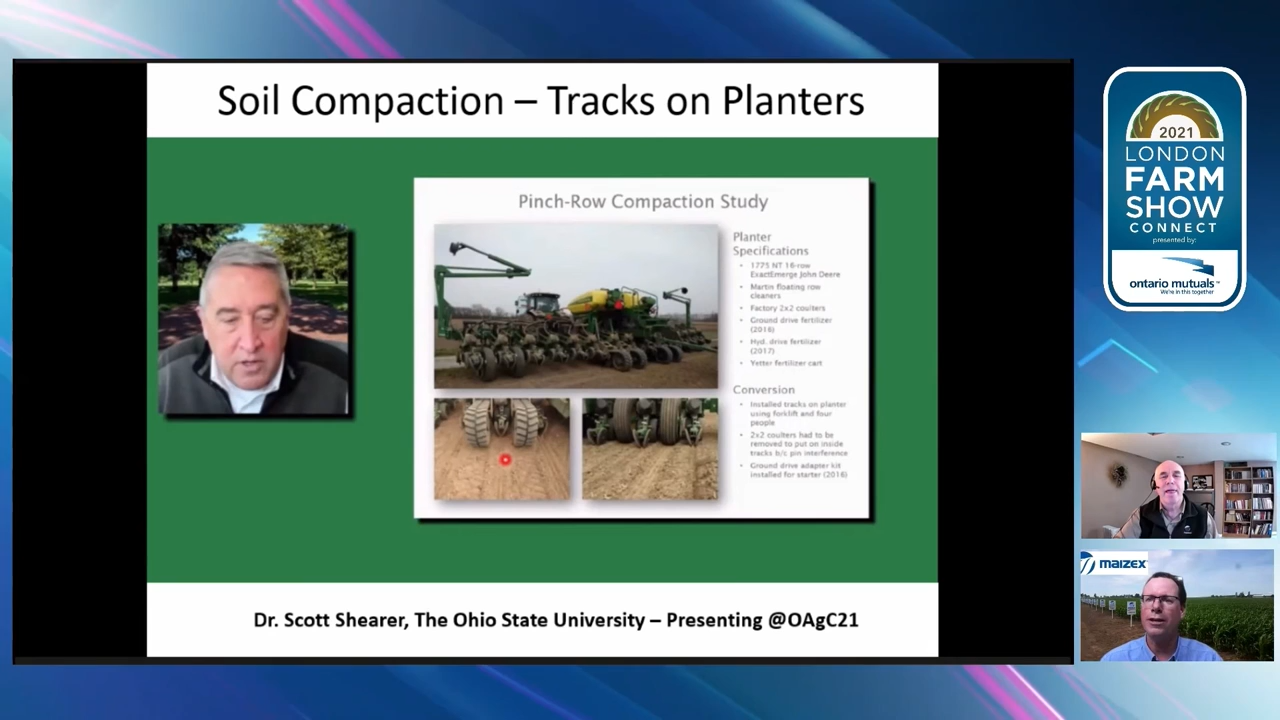 Soil Compaction – Tracks on Planters
Pinch-Row Compaction Study
Planter
Specifications
• 1775 NT 16-row
ExactEmerge John Deere
• Martin floating row
cleaners
• Factory 2x2 coulters
• Ground drive fertilizer
(2016)
• Hyd. drive fertilizer
(2017)
• Yetter fertilizer cart
Conversion
• Installed tracks on planter
using forklift and four
people
• 2x2 coulters had to be
removed to put on inside
tracks b/c pin interference
• Ground drive adapter kit
installed for starter (2016)
Dr. Scott Shearer, The Ohio State University – Presenting @OAgC21
2021
LONDON
FARM
SHOW
CONNECT
presented by:
ontario mutuals™
We're in this together
maizex